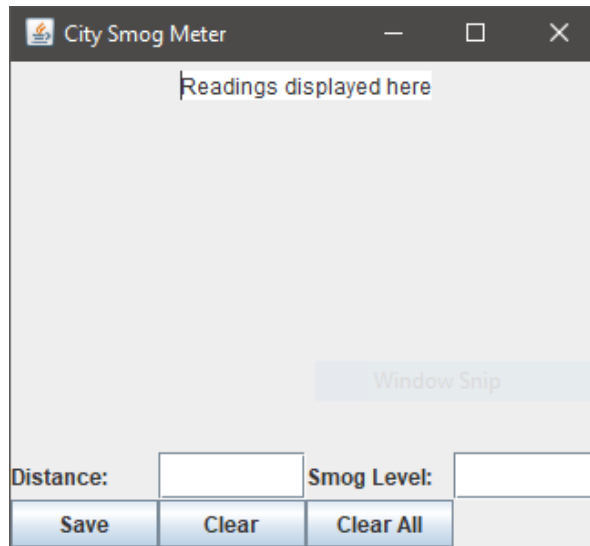 City Smog Meter
Readings displayed here
Window Snip
Distance: Smog Level:
Save Clear Clear All